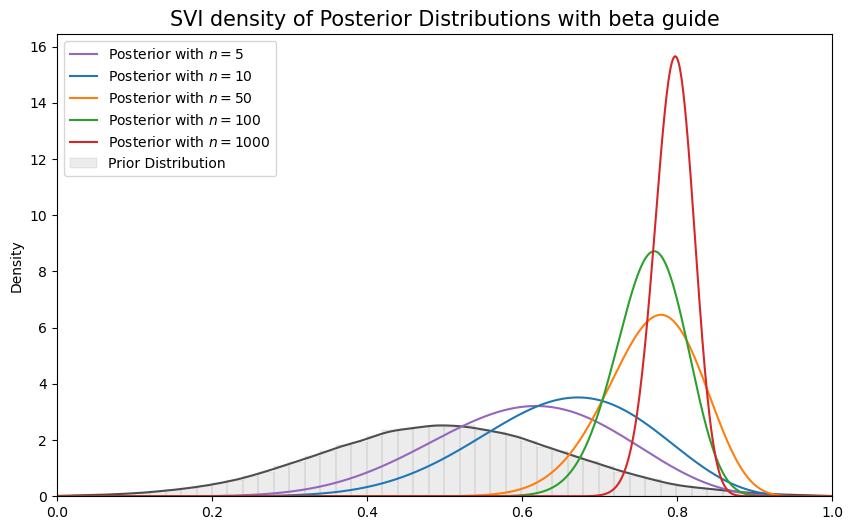 SVI density of Posterior Distributions with beta guide
16
14
12
10
8
6
4
2
0
Density
Posterior with n = 5
Posterior with n = 10
Posterior with n = 50
Posterior with n = 100
Posterior with n = 1000
Prior Distribution
0.0 0.2 0.4 0.6 0.8 1.0